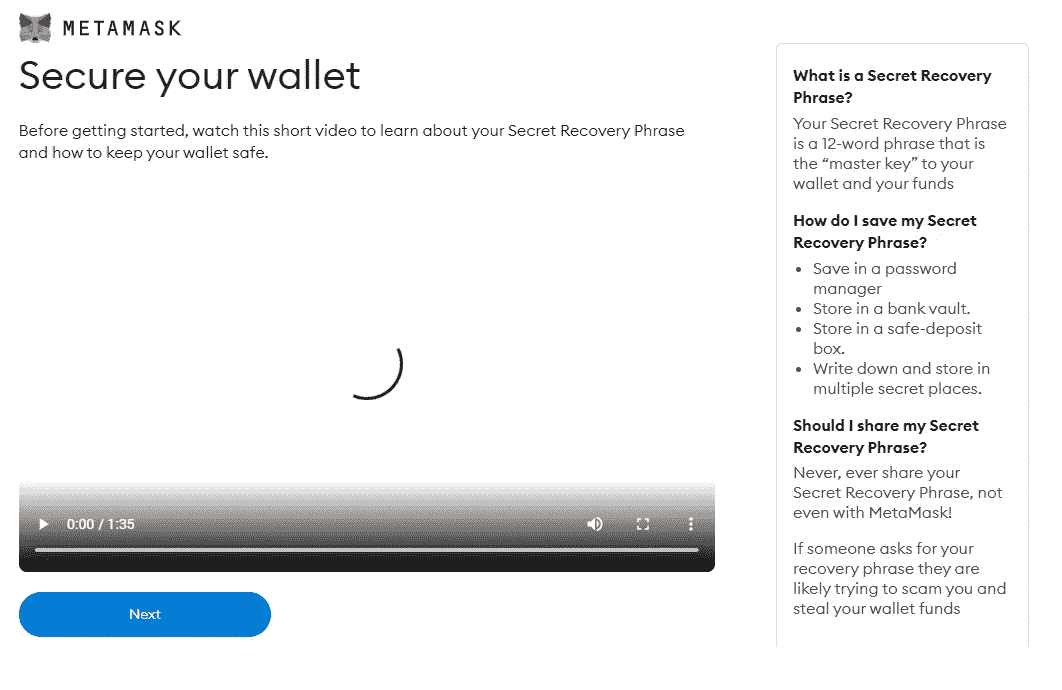 METAMASK
Secure your wallet
Before getting started, watch this short video to learn about your Secret Recovery Phrase
and how to keep your wallet safe.
0:00 / 1:35
Next
What is a Secret Recovery
Phrase?
Your Secret Recovery Phrase
is a 12-word phrase that is
the “master key” to your
wallet and your funds
How do I save my Secret
Recovery Phrase?
• Save in a password
manager
• Store in a bank vault.
• Store in a safe-deposit
box.
• Write down and store in
multiple secret places.
Should I share my Secret
Recovery Phrase?
Never, ever share your
Secret Recovery Phrase, not
even with MetaMask!
If someone asks for your
recovery phrase they are
likely trying to scam you and
steal your wallet funds